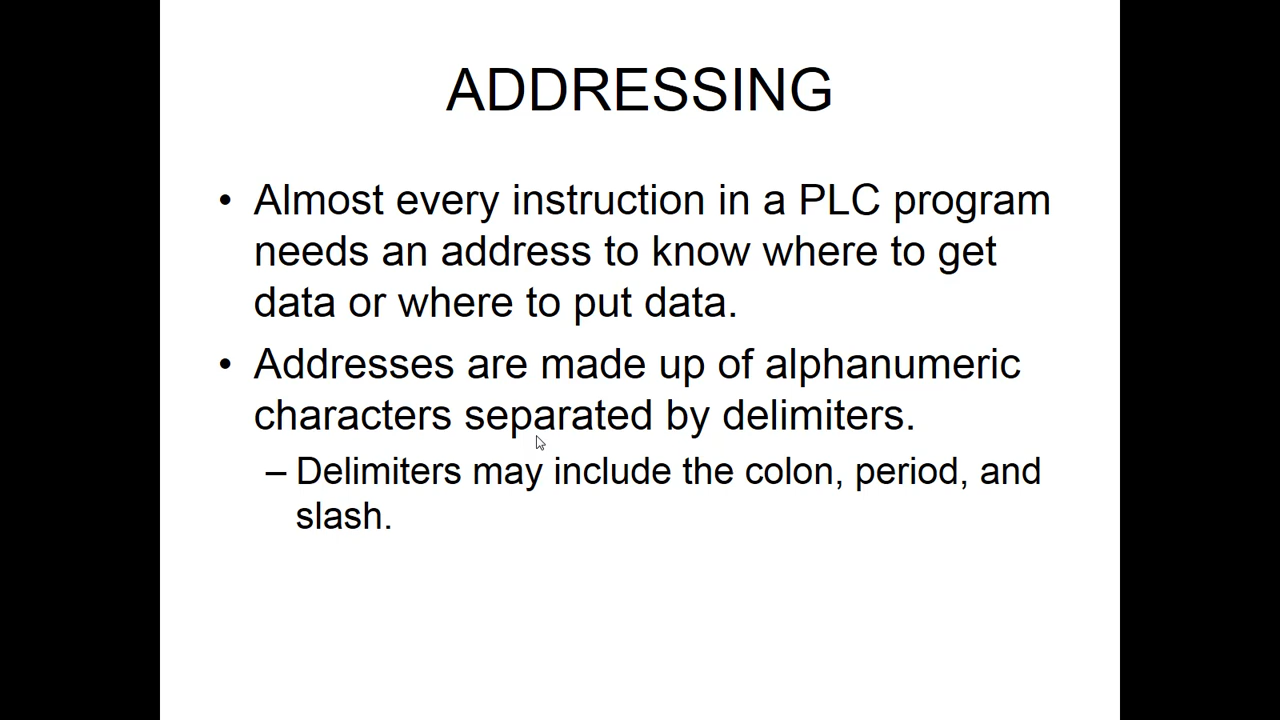 ADDRESSING
• Almost every instruction in a PLC program
needs an address to know where to get
data or where to put data.
• Addresses are made up of alphanumeric
characters separated by delimiters.
– Delimiters may include the colon, period, and
slash.